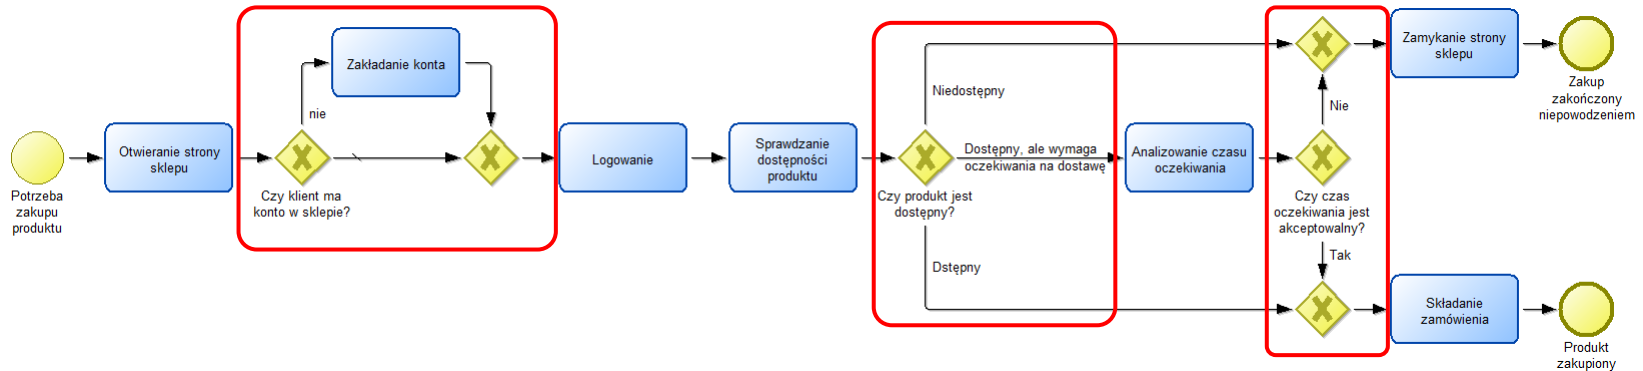 Potrzeba
zakupu
produktu
Otwieranie strony
sklepu
Zakładanie konta
nie
Czy klient ma
konto w sklepie?
Logowanie
Sprawdzanie
dostępności
produktu
Czy produkt jest
dostępny?
Niedostępny
Dostępny, ale wymaga
oczekiwania na dostawę
Dstępny
Analizowanie czasu
oczekiwania
Nie
Czy czas
oczekiwania jest
akceptowalny?
Tak
Zamykanie strony
sklepu
Zakup
zakończony
niepowodzeniem
Składanie
zamówienia
Produkt
zakupiony